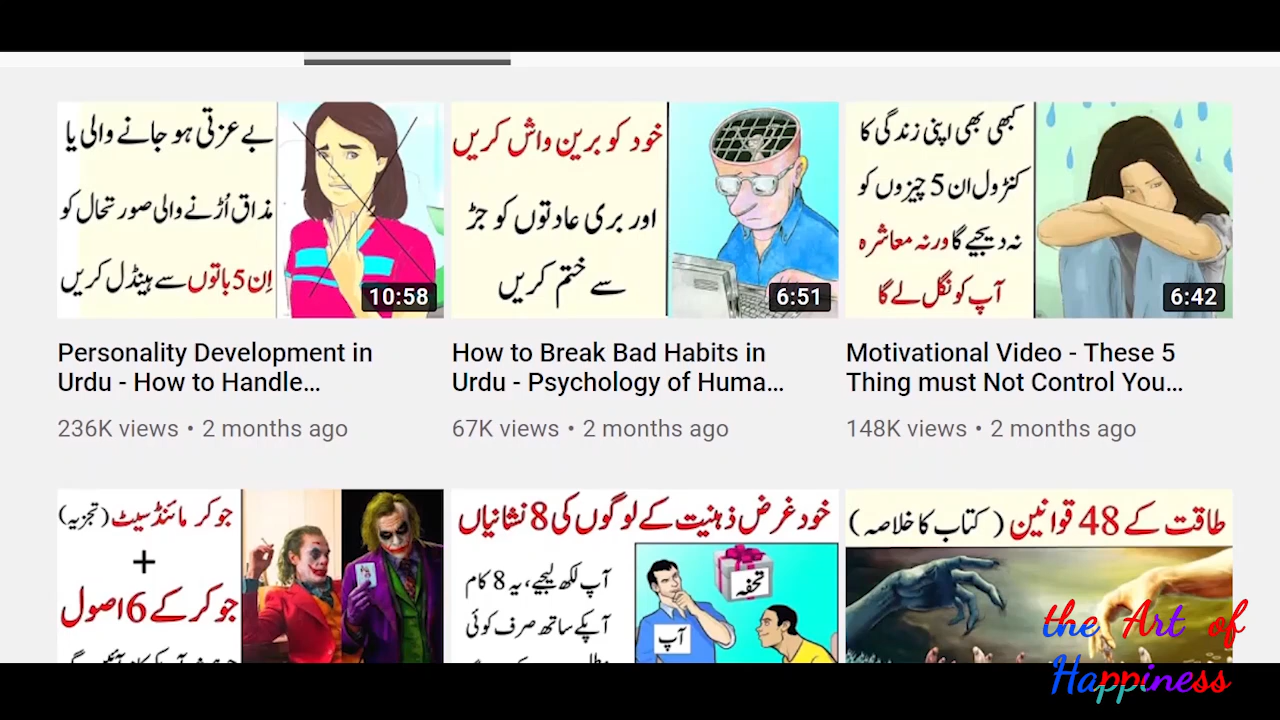 بے عزتی ہو جانے والی یا
مذاق اُڑنے والی صورتحال کو
اِن 5 باتوں سے ہینڈل کریں
10:58
خود کو برین واش کریں
اور بری عادتوں کو جڑ
سے ختم کریں
6:51
کبھی بھی اپنی زندگی کا
کنٹرول ان 5 چیزوں کو
نہ دیجیے گا ورنہ معاشرہ
آپ کو نگل لے گا
6:42
Personality Development in
Urdu - How to Handle...
236K views • 2 months ago
How to Break Bad Habits in
Urdu - Psychology of Huma...
67K views • 2 months ago
Motivational Video - These 5
Thing must Not Control You...
148K views • 2 months ago
جوکر مائنڈ سیٹ (تجزیہ)
+
جوکر کے 6 اصول
خود غرض ذہنیت کے لوگوں کی 8 نشانیاں
آپ لکھ لیجیے، یہ 8 کام
آپکے ساتھ صرف کوئی
تحفہ
آپ
طاقت کے 48 قوانین (کتاب کا خلاصہ)
the Art of
Happiness